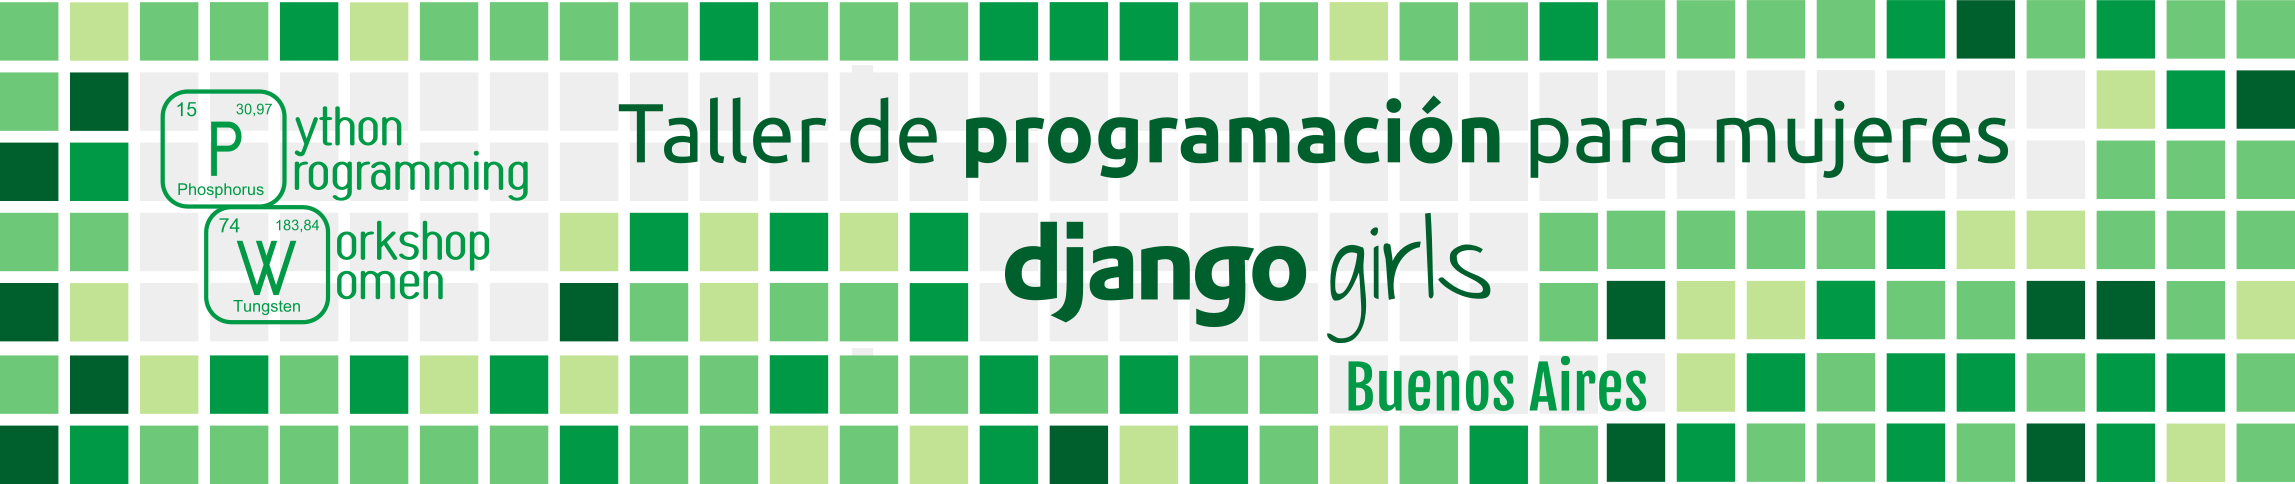 15 30,97
P
Phosphorus
ython
rogramming
74 183,84
W
Tungsten
orkshop
omen
Taller de programación para mujeres
django girls
Buenos Aires